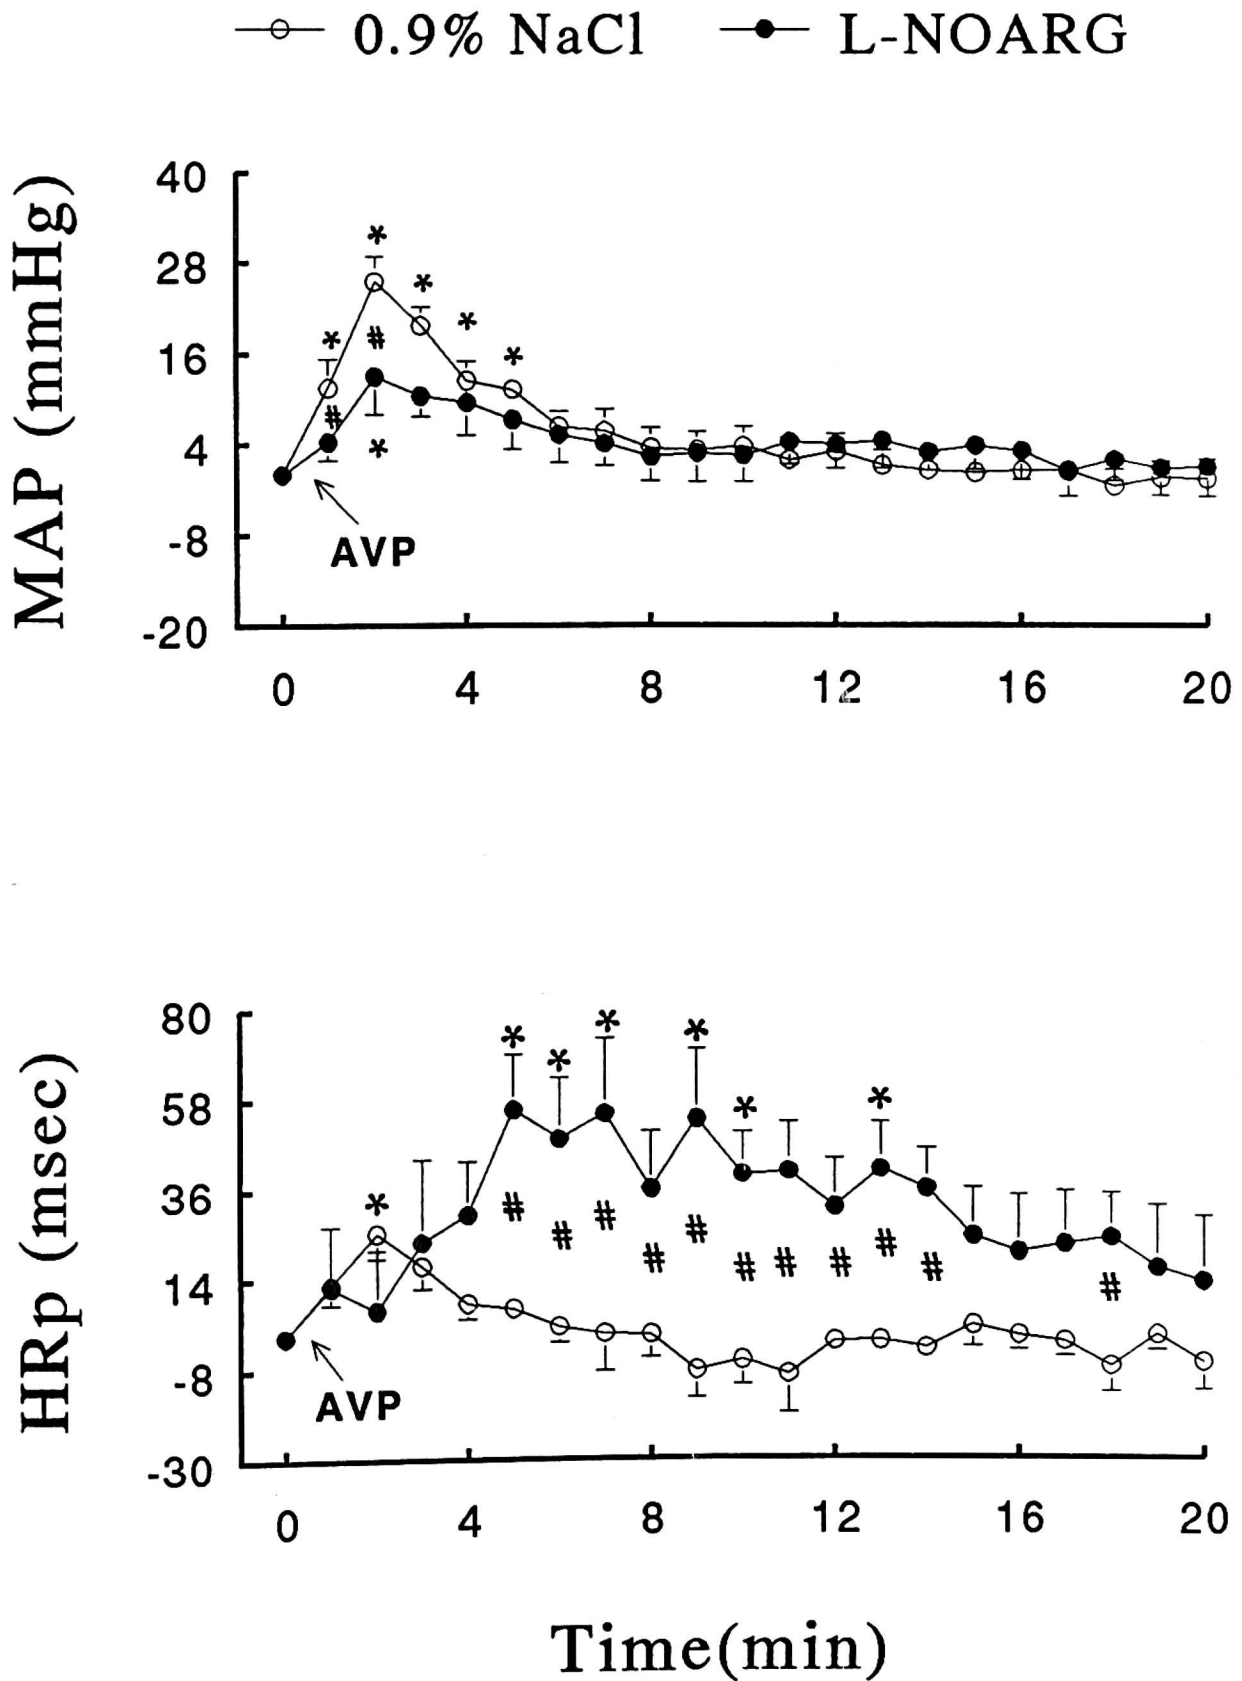 0.9% NaCl L-NOARG
MAP (mmHg)
40
28
16
4
-8
-20
* * * * *
# #
*
AVP
0 4 8 12 16 20
HRp (msec)
80
58
36
14
-8
-30
* * * * * * *
# # # # # # # # # # #
AVP
0 4 8 12 16 20
Time(min)